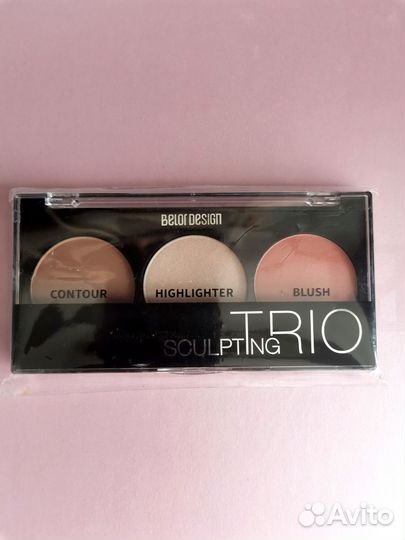 BelorDesign
CONTOUR HIGHLIGHTER BLUSH
SCULPTING TRIO
Avito